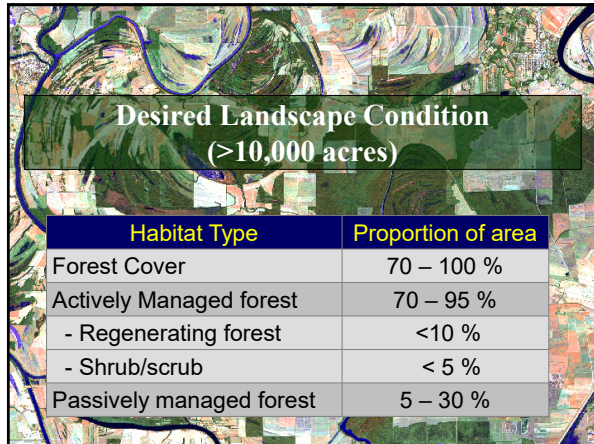 Desired Landscape Condition
(>10,000 acres)
Habitat Type Proportion of area
Forest Cover 70 – 100 %
Actively Managed forest 70 – 95 %
- Regenerating forest <10 %
- Shrub/scrub < 5 %
Passively managed forest 5 – 30 %